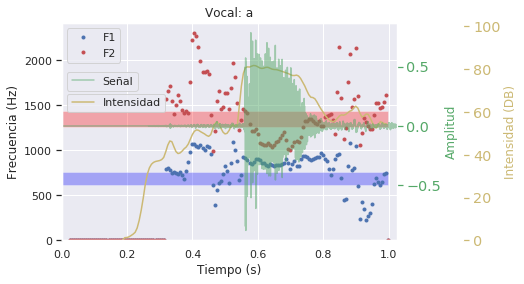 Vocal: a
F1
F2
Señal
Intensidad
Frecuencia (Hz)
2000
1500
1000
500
0
0.0 0.2 0.4 0.6 0.8 1.0
Tiempo (s)
0.5
0.0
−0.5
Amplitud
100
80
60
40
20
0
Intensidad (DB)